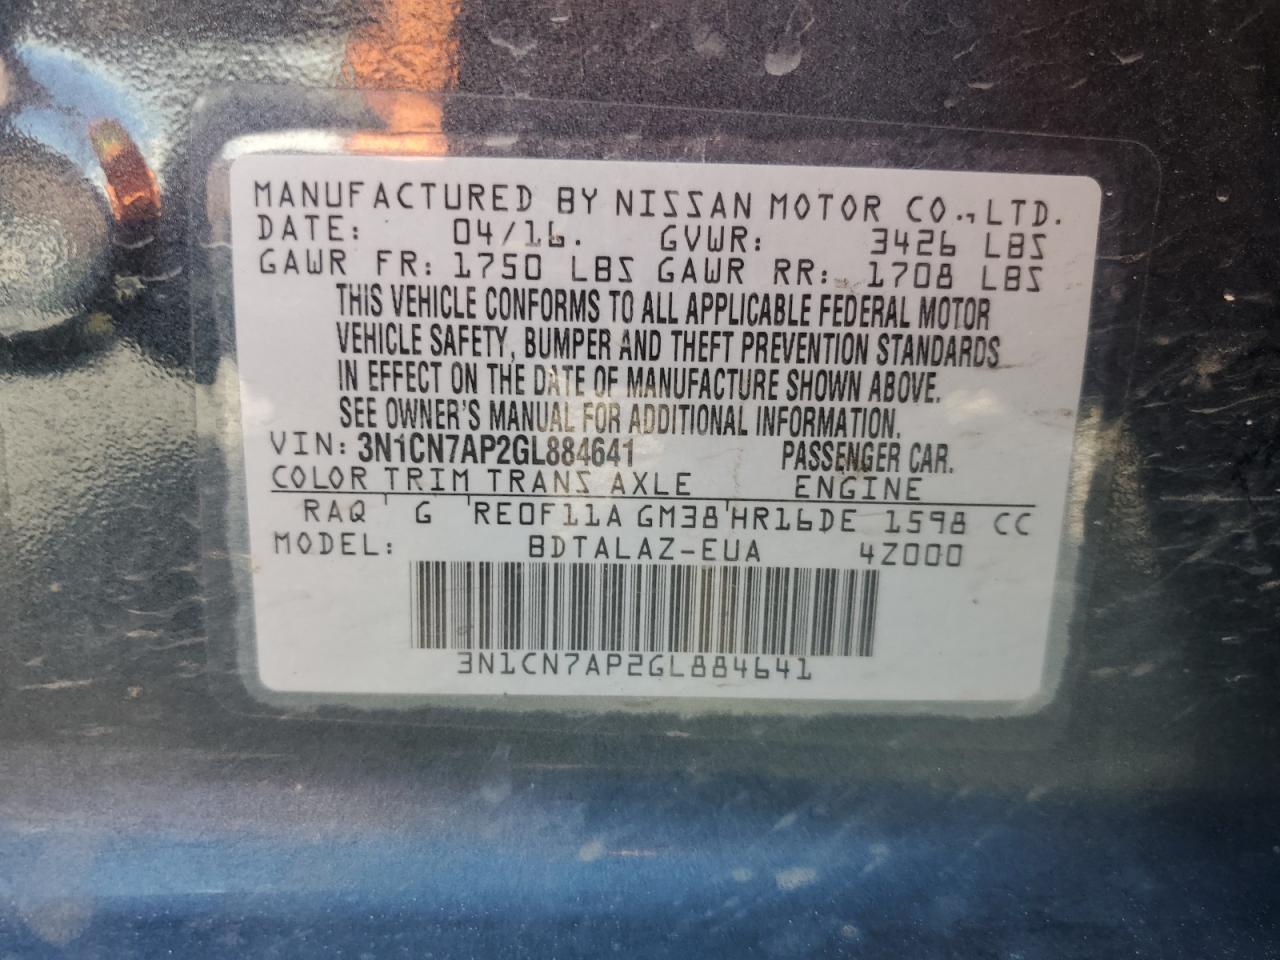 MANUFACTURED BY NISSAN MOTOR CO., LTD.
DATE: 04/16. GVWR: 3426 LBS
GAWR FR: 1750 LBS GAWR RR: 1708 LBS
THIS VEHICLE CONFORMS TO ALL APPLICABLE FEDERAL MOTOR
VEHICLE SAFETY, BUMPER AND THEFT PREVENTION STANDARDS
IN EFFECT ON THE DATE OF MANUFACTURE SHOWN ABOVE.
SEE OWNER'S MANUAL FOR ADDITIONAL INFORMATION.
VIN: 3N1CN7AP2GL884641 PASSENGER CAR.
COLOR TRIM TRANS AXLE ENGINE
RAQ G RE0F11A GM38 HR16DE 1598 CC
MODEL: BDTALAZ-EUA 4Z000
3N1CN7AP2GL884641